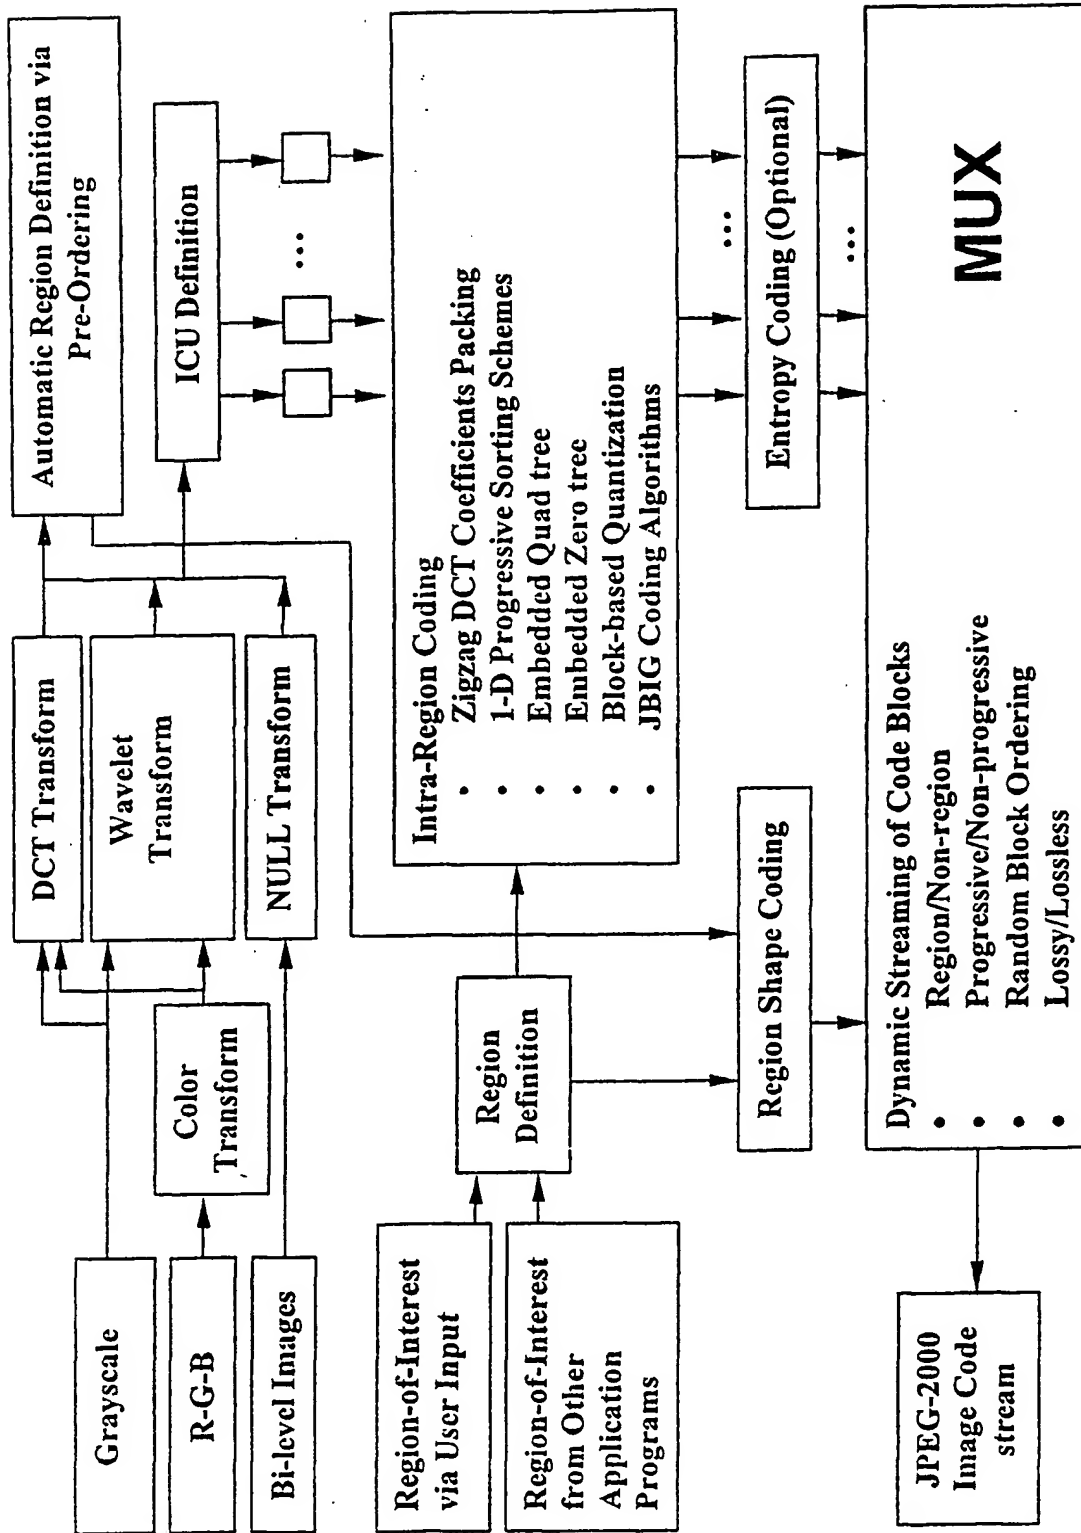 Grayscale
R-G-B
Bi-level Images
Color
Transform
DCT Transform
Wavelet
Transform
NULL Transform
Automatic Region Definition via
Pre-Ordering
ICU Definition
...
Region-of-Interest
via User Input
Region-of-Interest
from Other
Application
Programs
Region
Definition
Intra-Region Coding
• Zigzag DCT Coefficients Packing
• 1-D Progressive Sorting Schemes
• Embedded Quad tree
• Embedded Zero tree
• Block-based Quantization
• JBIG Coding Algorithms
...
Region Shape Coding
Entropy Coding (Optional)
...
Dynamic Streaming of Code Blocks
• Region/Non-region
• Progressive/Non-progressive
• Random Block Ordering
• Lossy/Lossless
MUX
JPEG-2000
Image Code
stream